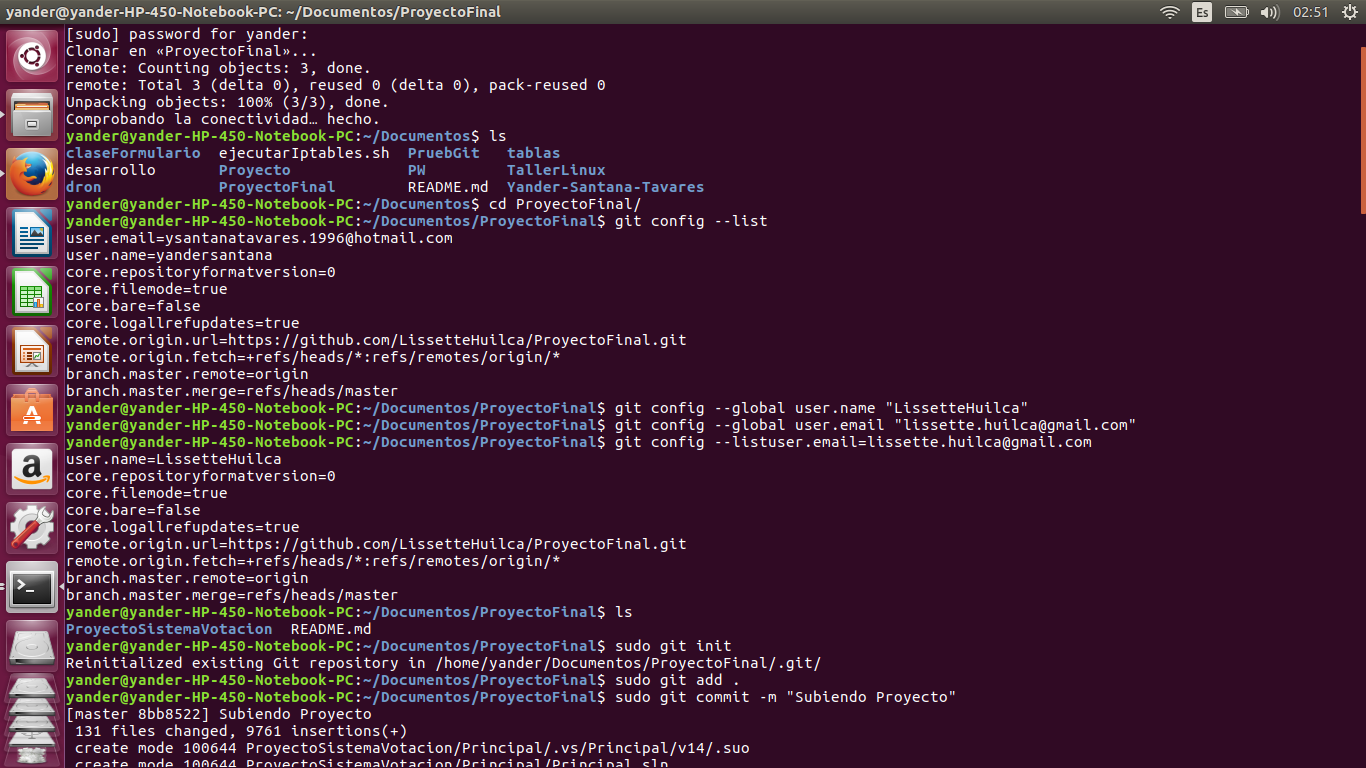 yander@yander-HP-450-Notebook-PC: ~/Documentos/ProyectoFinal
Es
02:51
[sudo] password for yander:
Clonar en «ProyectoFinal»...
remote: Counting objects: 3, done.
remote: Total 3 (delta 0), reused 0 (delta 0), pack-reused 0
Unpacking objects: 100% (3/3), done.
Comprobando la conectividad… hecho.
yander@yander-HP-450-Notebook-PC:~/Documentos$ ls
claseFormulario  ejecutarIptables.sh  PruebGit   tablas
desarrollo       Proyecto             PW         TallerLinux
dron             ProyectoFinal        README.md  Yander-Santana-Tavares
yander@yander-HP-450-Notebook-PC:~/Documentos$ cd ProyectoFinal/
yander@yander-HP-450-Notebook-PC:~/Documentos/ProyectoFinal$ git config --list
user.email=ysantanatavares.1996@hotmail.com
user.name=yandersantana
core.repositoryformatversion=0
core.filemode=true
core.bare=false
core.logallrefupdates=true
remote.origin.url=https://github.com/LissetteHuilca/ProyectoFinal.git
remote.origin.fetch=+refs/heads/*:refs/remotes/origin/*
branch.master.remote=origin
branch.master.merge=refs/heads/master
yander@yander-HP-450-Notebook-PC:~/Documentos/ProyectoFinal$ git config --global user.name "LissetteHuilca"
yander@yander-HP-450-Notebook-PC:~/Documentos/ProyectoFinal$ git config --global user.email "lissette.huilca@gmail.com"
yander@yander-HP-450-Notebook-PC:~/Documentos/ProyectoFinal$ git config --listuser.email=lissette.huilca@gmail.com
user.name=LissetteHuilca
core.repositoryformatversion=0
core.filemode=true
core.bare=false
core.logallrefupdates=true
remote.origin.url=https://github.com/LissetteHuilca/ProyectoFinal.git
remote.origin.fetch=+refs/heads/*:refs/remotes/origin/*
branch.master.remote=origin
branch.master.merge=refs/heads/master
yander@yander-HP-450-Notebook-PC:~/Documentos/ProyectoFinal$ ls
ProyectoSistemaVotacion  README.md
yander@yander-HP-450-Notebook-PC:~/Documentos/ProyectoFinal$ sudo git init
Reinitialized existing Git repository in /home/yander/Documentos/ProyectoFinal/.git/
yander@yander-HP-450-Notebook-PC:~/Documentos/ProyectoFinal$ sudo git add .
yander@yander-HP-450-Notebook-PC:~/Documentos/ProyectoFinal$ sudo git commit -m "Subiendo Proyecto"
[master 8bb8522] Subiendo Proyecto
 131 files changed, 9761 insertions(+)
 create mode 100644 ProyectoSistemaVotacion/Principal/.vs/Principal/v14/.suo
 create mode 100644 ProyectoSistemaVotacion/Principal/Principal.sln